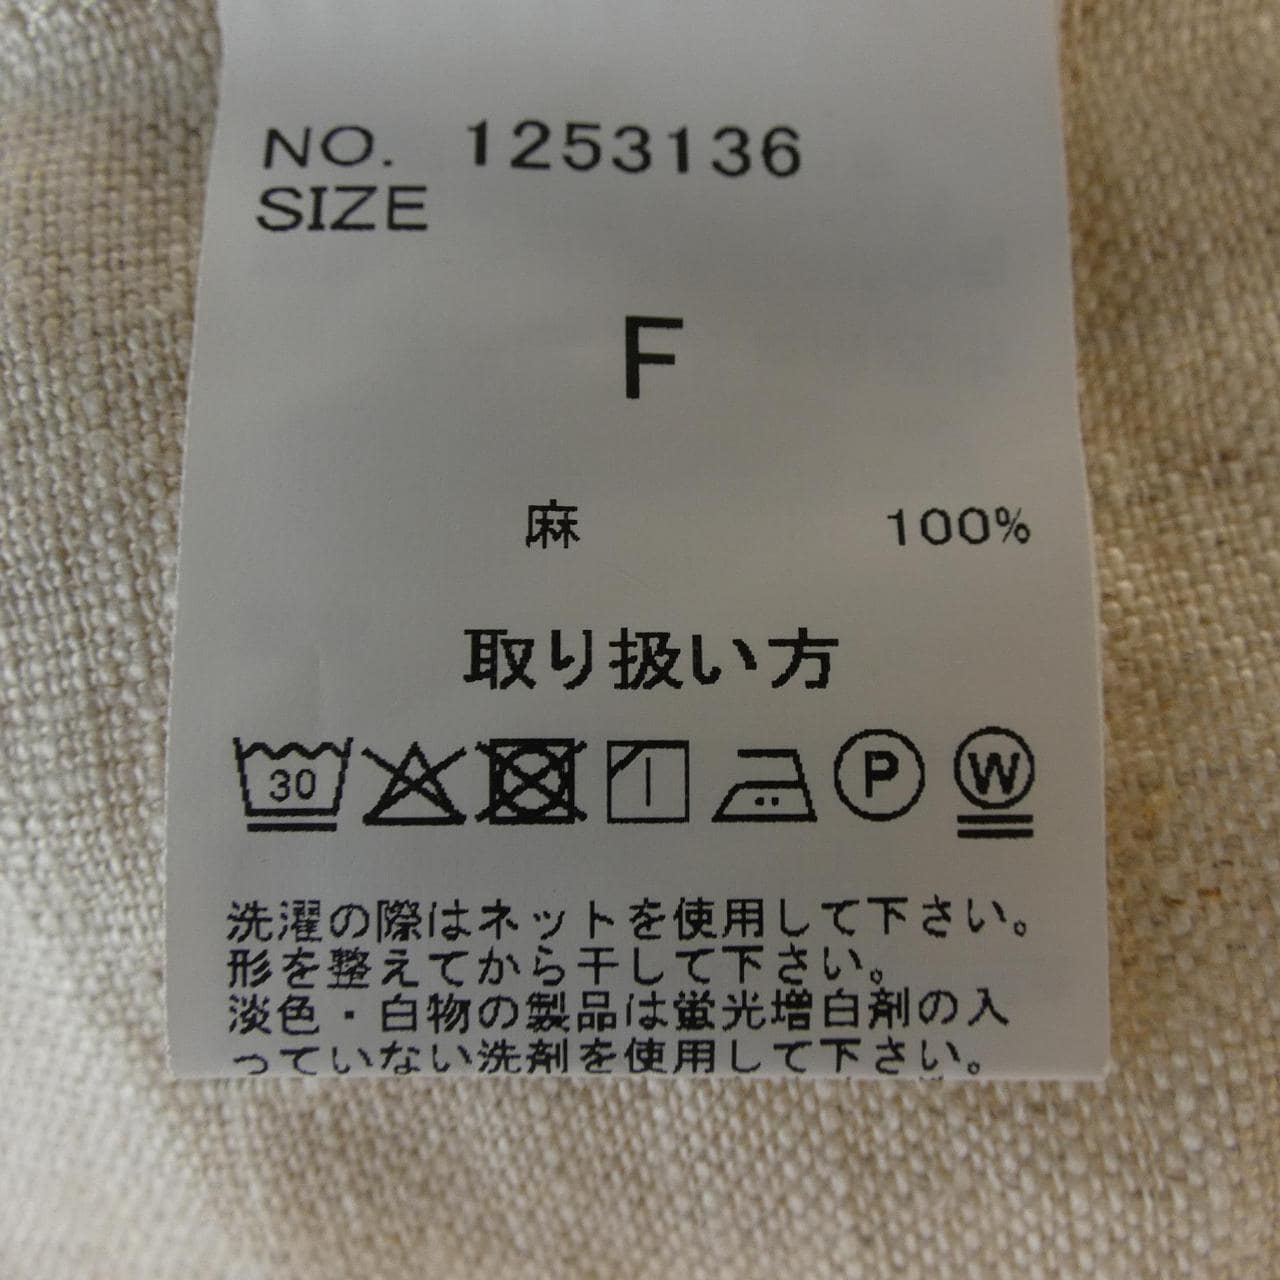 NO. 1253136
SIZE
F
麻 100%
取り扱い方
30 P W
洗濯の際はネットを使用して下さい。
形を整えてから干して下さい。
淡色・白物の製品は蛍光増白剤の入
っていない洗剤を使用して下さい。